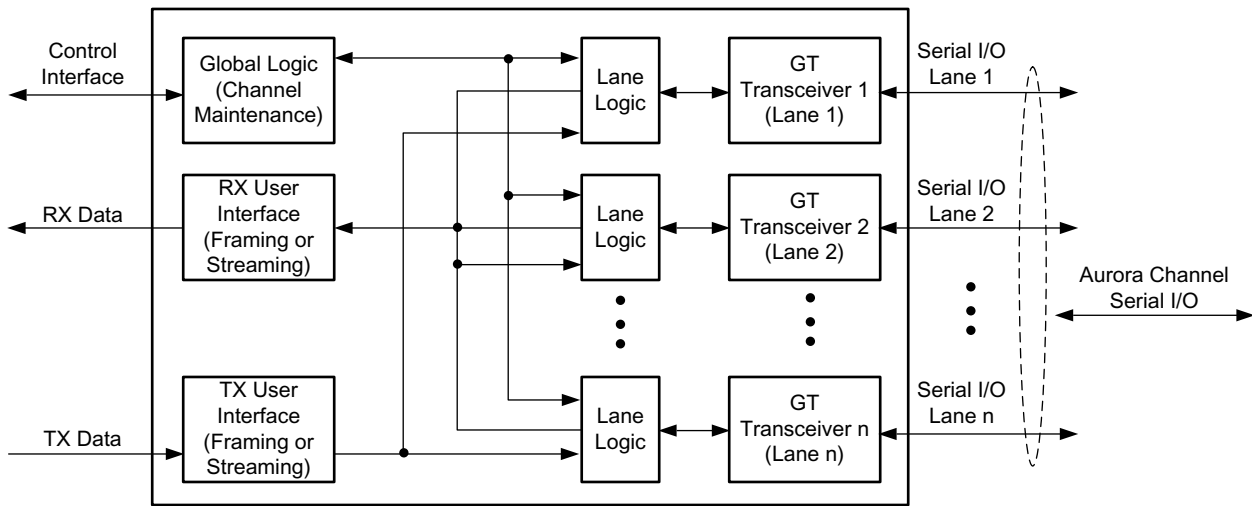 Control
Interface
Global Logic
(Channel
Maintenance)
Lane
Logic
GT
Transceiver 1
(Lane 1)
Serial I/O
Lane 1
RX Data
RX User
Interface
(Framing or
Streaming)
Lane
Logic
GT
Transceiver 2
(Lane 2)
Serial I/O
Lane 2
Aurora Channel
Serial I/O
TX Data
TX User
Interface
(Framing or
Streaming)
Lane
Logic
GT
Transceiver n
(Lane n)
Serial I/O
Lane n